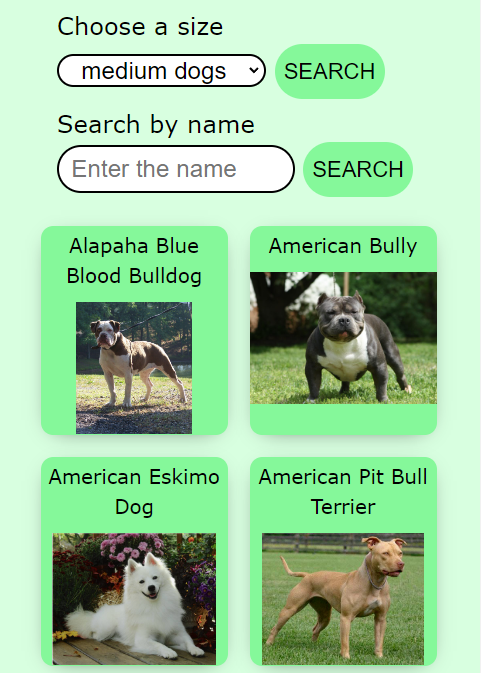 Choose a size
medium dogs
SEARCH
Search by name
Enter the name
SEARCH
Alapaha Blue
Blood Bulldog
American Bully
American Eskimo
Dog
American Pit Bull
Terrier